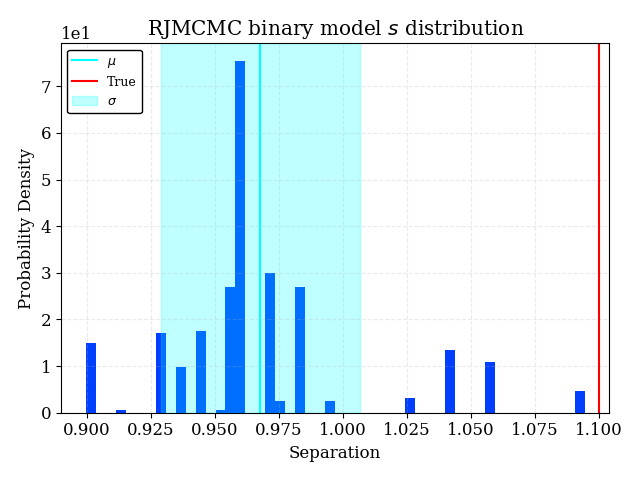 RJMCMC binary model s distribution
1e1
μ
True
σ
7
6
5
4
3
2
1
0
Probability Density
0.900 0.925 0.950 0.975 1.000 1.025 1.050 1.075 1.100
Separation